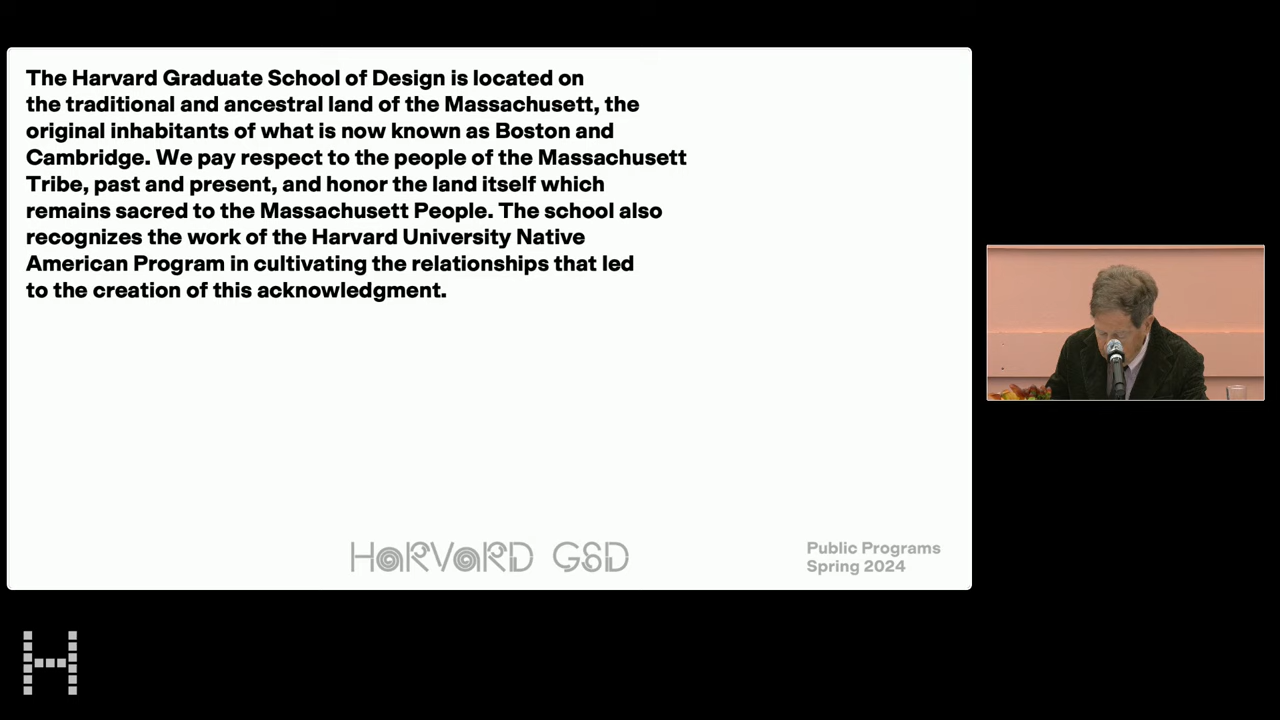 The Harvard Graduate School of Design is located on
the traditional and ancestral land of the Massachusett, the
original inhabitants of what is now known as Boston and
Cambridge. We pay respect to the people of the Massachusett
Tribe, past and present, and honor the land itself which
remains sacred to the Massachusett People. The school also
recognizes the work of the Harvard University Native
American Program in cultivating the relationships that led
to the creation of this acknowledgment.
HARVARD GSD
Public Programs
Spring 2024
H